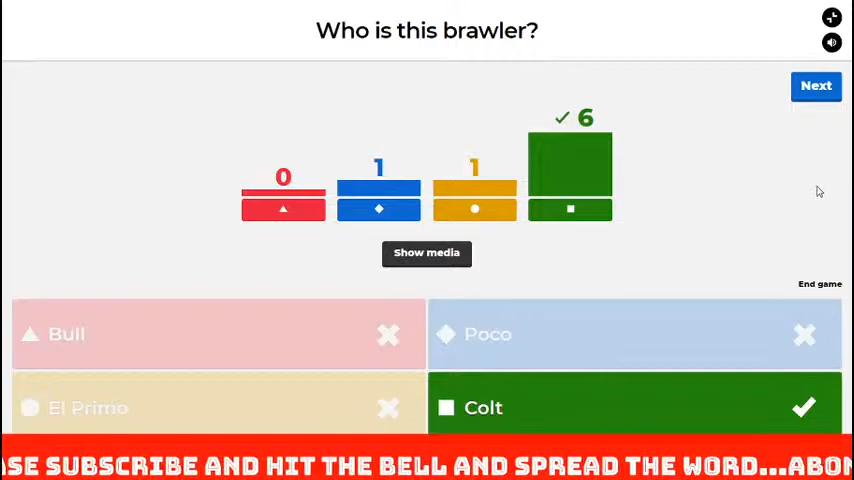 Who is this brawler?
Next
0
1
1
6
Show media
End game
Bull
Poco
El Primo
Colt
ASE SUBSCRIBE AND HIT THE BELL AND SPREAD THE WORD...ABON